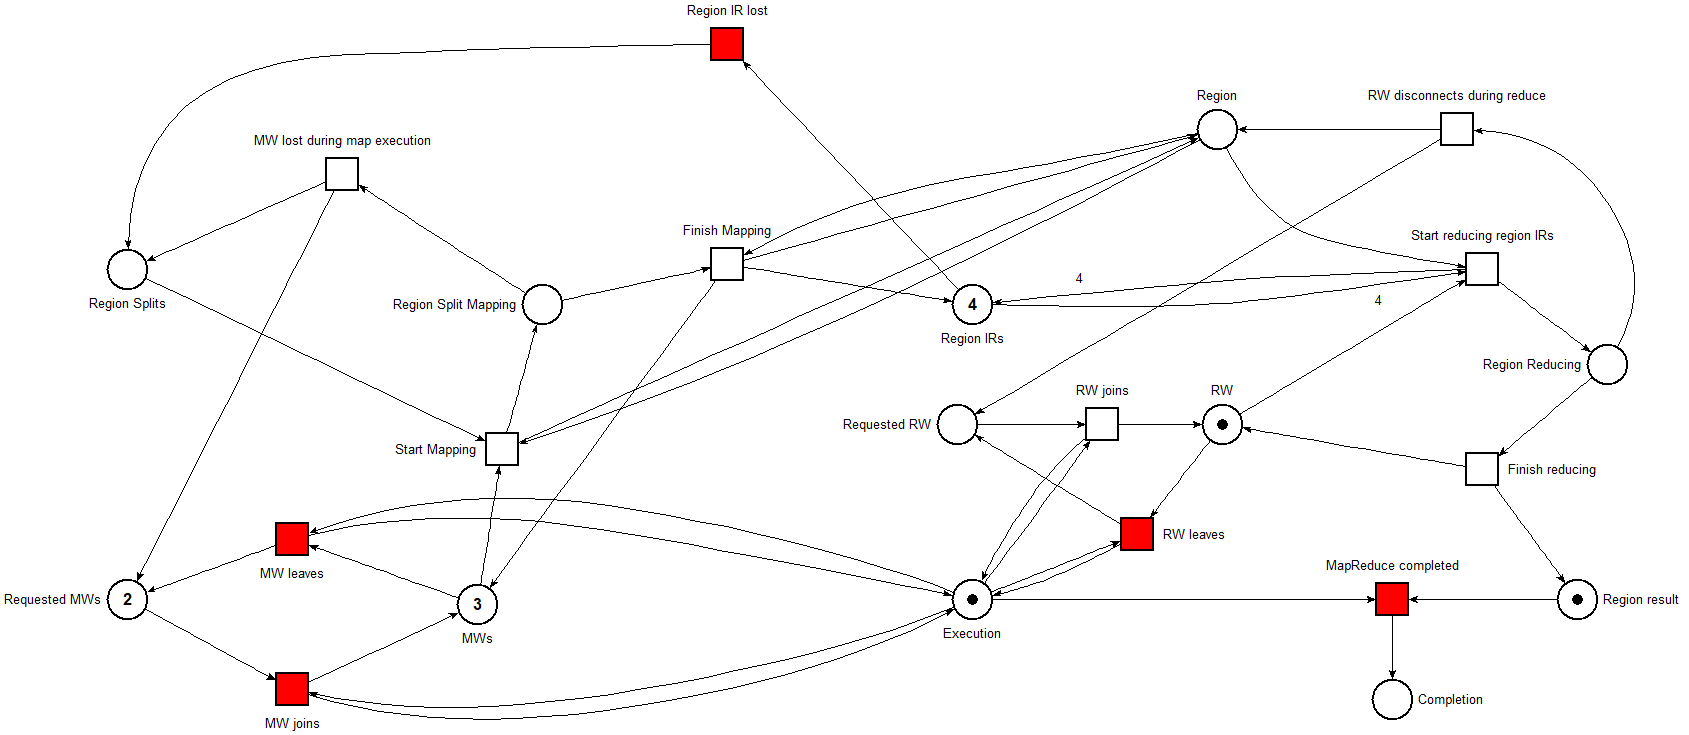 Region IR lost
Region
RW disconnects during reduce
MW lost during map execution
Finish Mapping
Start reducing region IRs
4
Region Splits
Region Split Mapping
4
4
Region IRs
Region Reducing
RW joins
RW
Requested RW
Start Mapping
Finish reducing
RW leaves
MW leaves
MapReduce completed
Requested MWs
2
3
Region result
MWs
Execution
Completion
MW joins